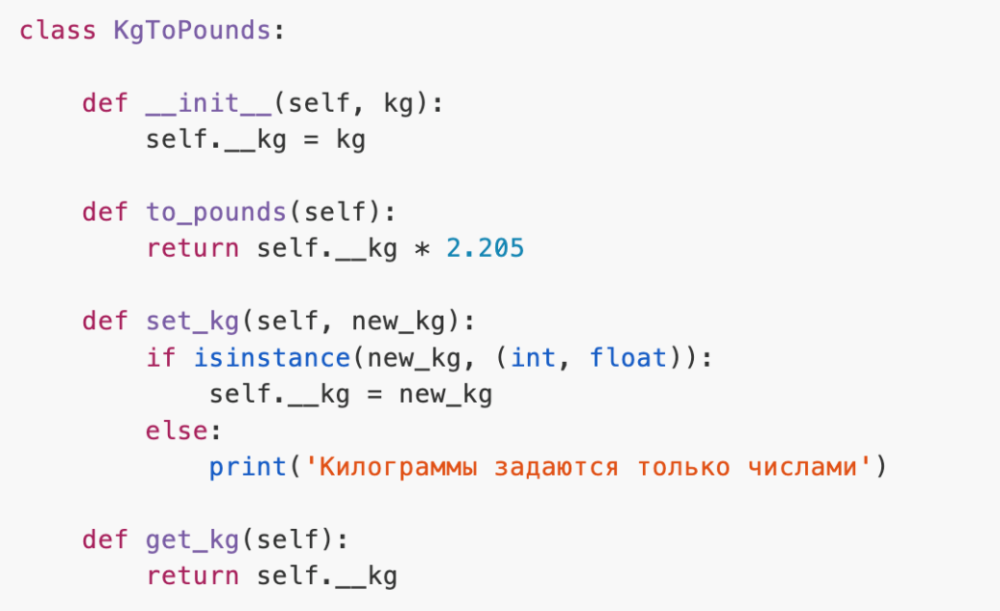 class KgToPounds:
    def __init__(self, kg):
        self.__kg = kg
    def to_pounds(self):
        return self.__kg * 2.205
    def set_kg(self, new_kg):
        if isinstance(new_kg, (int, float)):
            self.__kg = new_kg
        else:
            print('Килограммы задаются только числами')
    def get_kg(self):
        return self.__kg